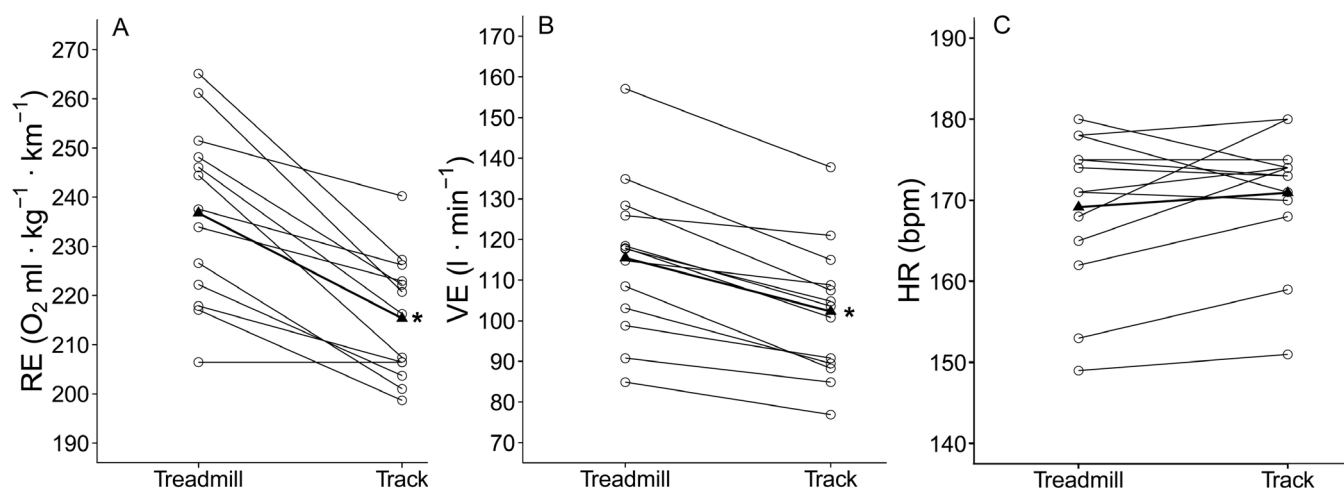 A
RE (O₂ ml · kg⁻¹ · km⁻¹)
270
260
250
240
230
220
210
200
190
*
Treadmill
Track
B
VE (l · min⁻¹)
170
160
150
140
130
120
110
100
90
80
70
*
Treadmill
Track
C
HR (bpm)
190
180
170
160
150
140
Treadmill
Track